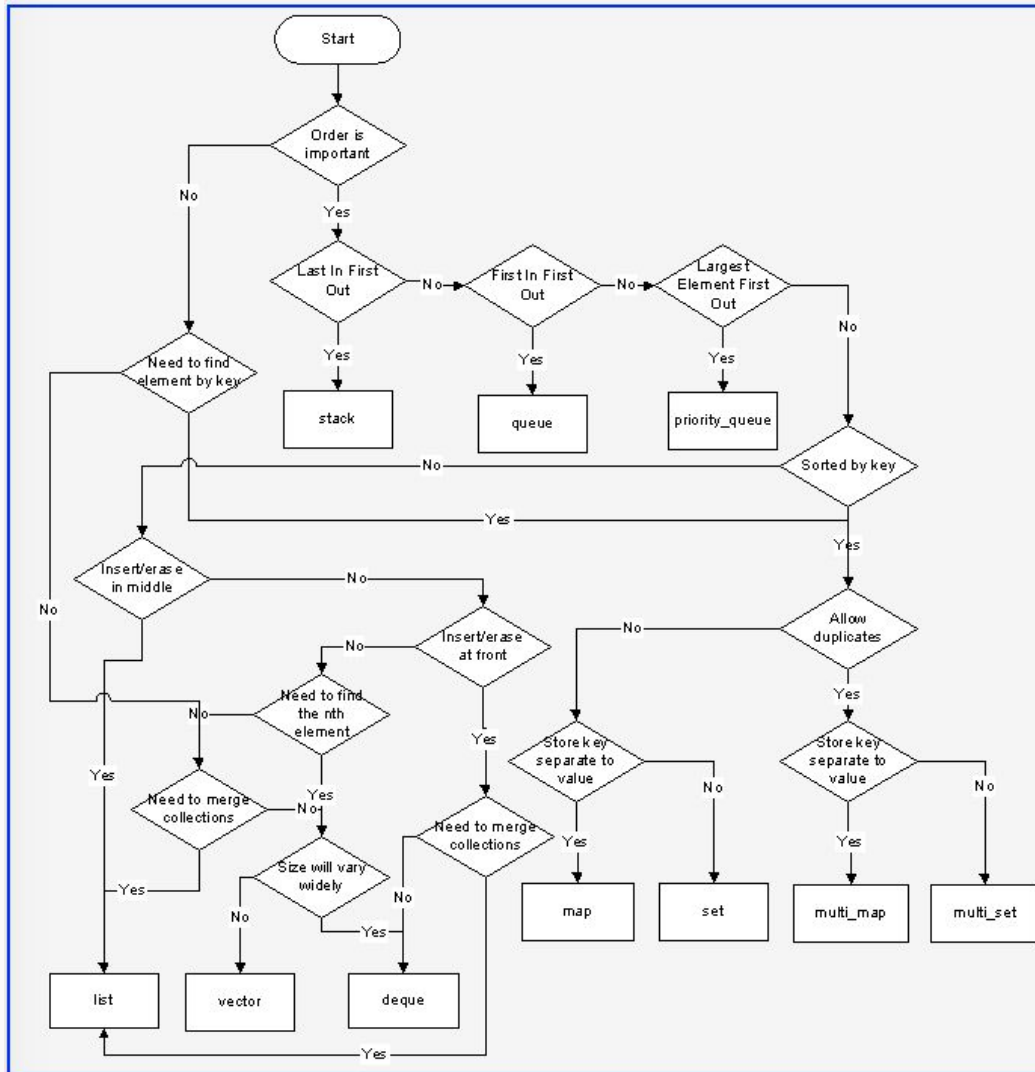 Start
Order is
important
No
Yes
Last In First
Out
No
First In First
Out
No
Largest
Element First
Out
No
Yes
Yes
Yes
Need to find
element by key
stack
queue
priority_queue
No
Sorted by key
Yes
Yes
Insert/erase
in middle
No
No
Insert/erase
at front
No
No
Allow
duplicates
Yes
Need to find
the nth
element
No
Yes
Store key
separate to
value
Store key
separate to
value
Yes
Need to merge
collections
No
Yes
Need to merge
collections
No
No
Yes
Yes
Size will vary
widely
Yes
No
No
Yes
map
set
multi_map
multi_set
list
vector
deque
Yes